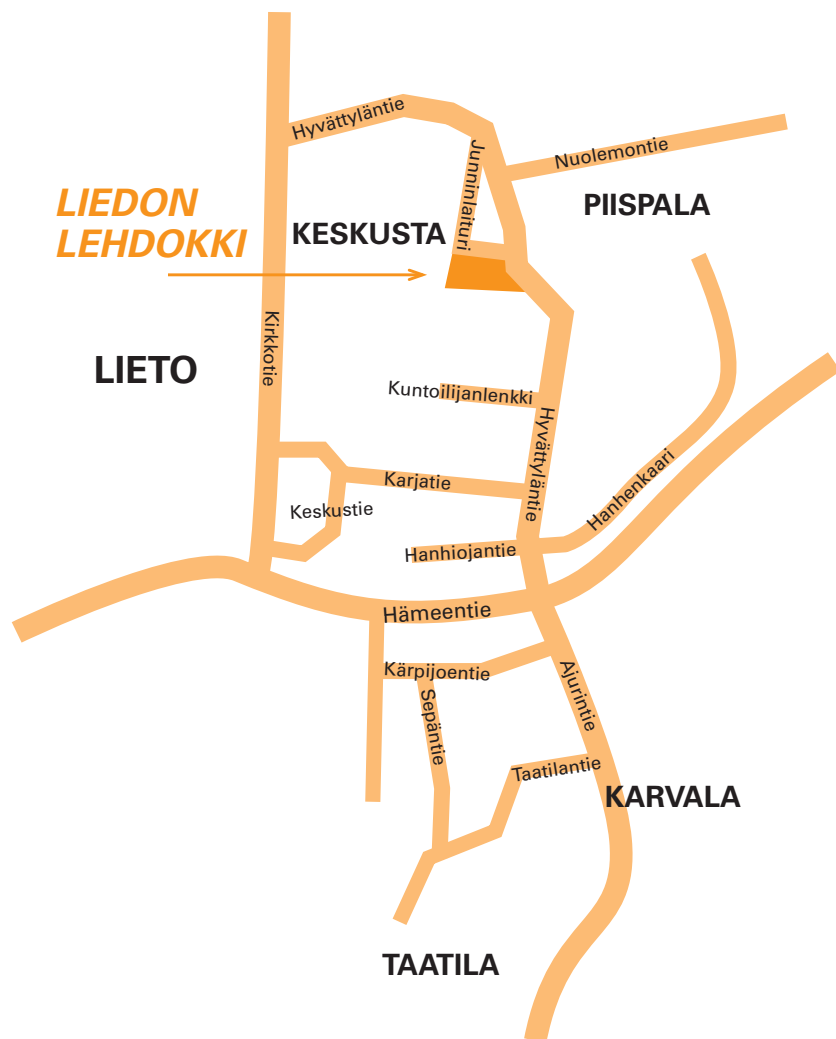 Hyvättyläntie
Junninlaituri
Nuolemontie
LIEDON
LEHDOKKI
KESKUSTA
PIISPALA
Kirkkotie
LIETO
Kuntoilijanlenkki
Hyvättyläntie
Karjatie
Keskustie
Hanhenkaari
Hanhiojantie
Hämeentie
Kärpijoentie
Ajurintie
Sepäntie
Taatilantie
KARVALA
TAATILA